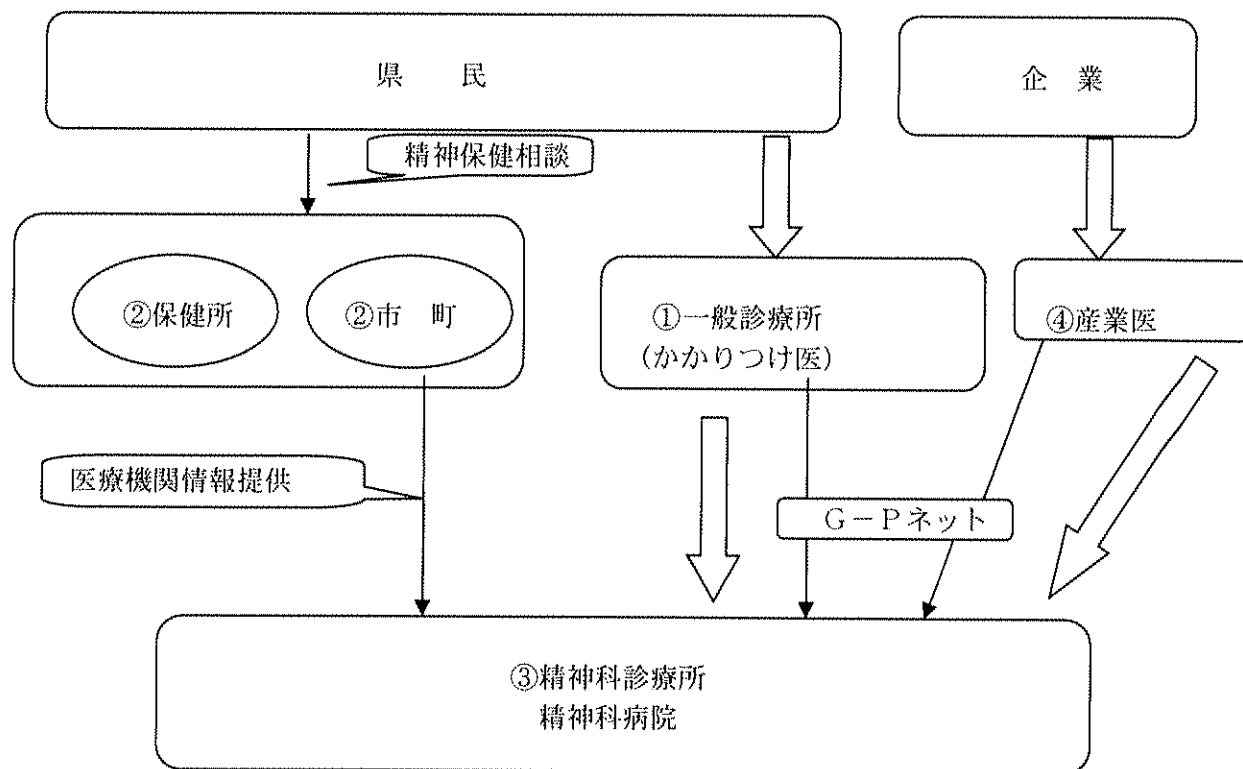 県　　民
企　業
精神保健相談
②保健所
②市　町
①一般診療所
(かかりつけ医)
④産業医
医療機関情報提供
G－Pネット
③精神科診療所
精神科病院